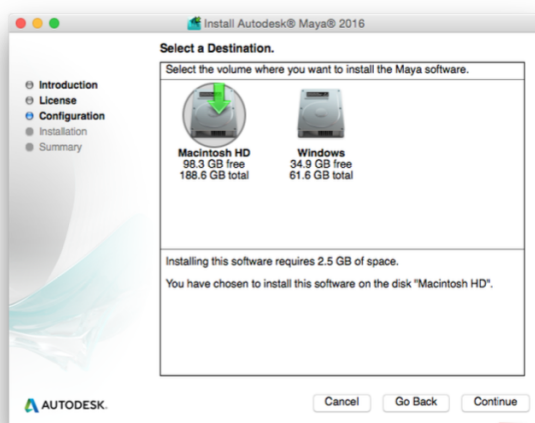 Install Autodesk® Maya® 2016
Select a Destination.
Introduction
License
Configuration
Installation
Summary
Select the volume where you want to install the Maya software.
Macintosh HD
98.3 GB free
188.6 GB total
Windows
34.9 GB free
61.6 GB total
Installing this software requires 2.5 GB of space.
You have chosen to install this software on the disk "Macintosh HD".
AUTODESK.
Cancel
Go Back
Continue